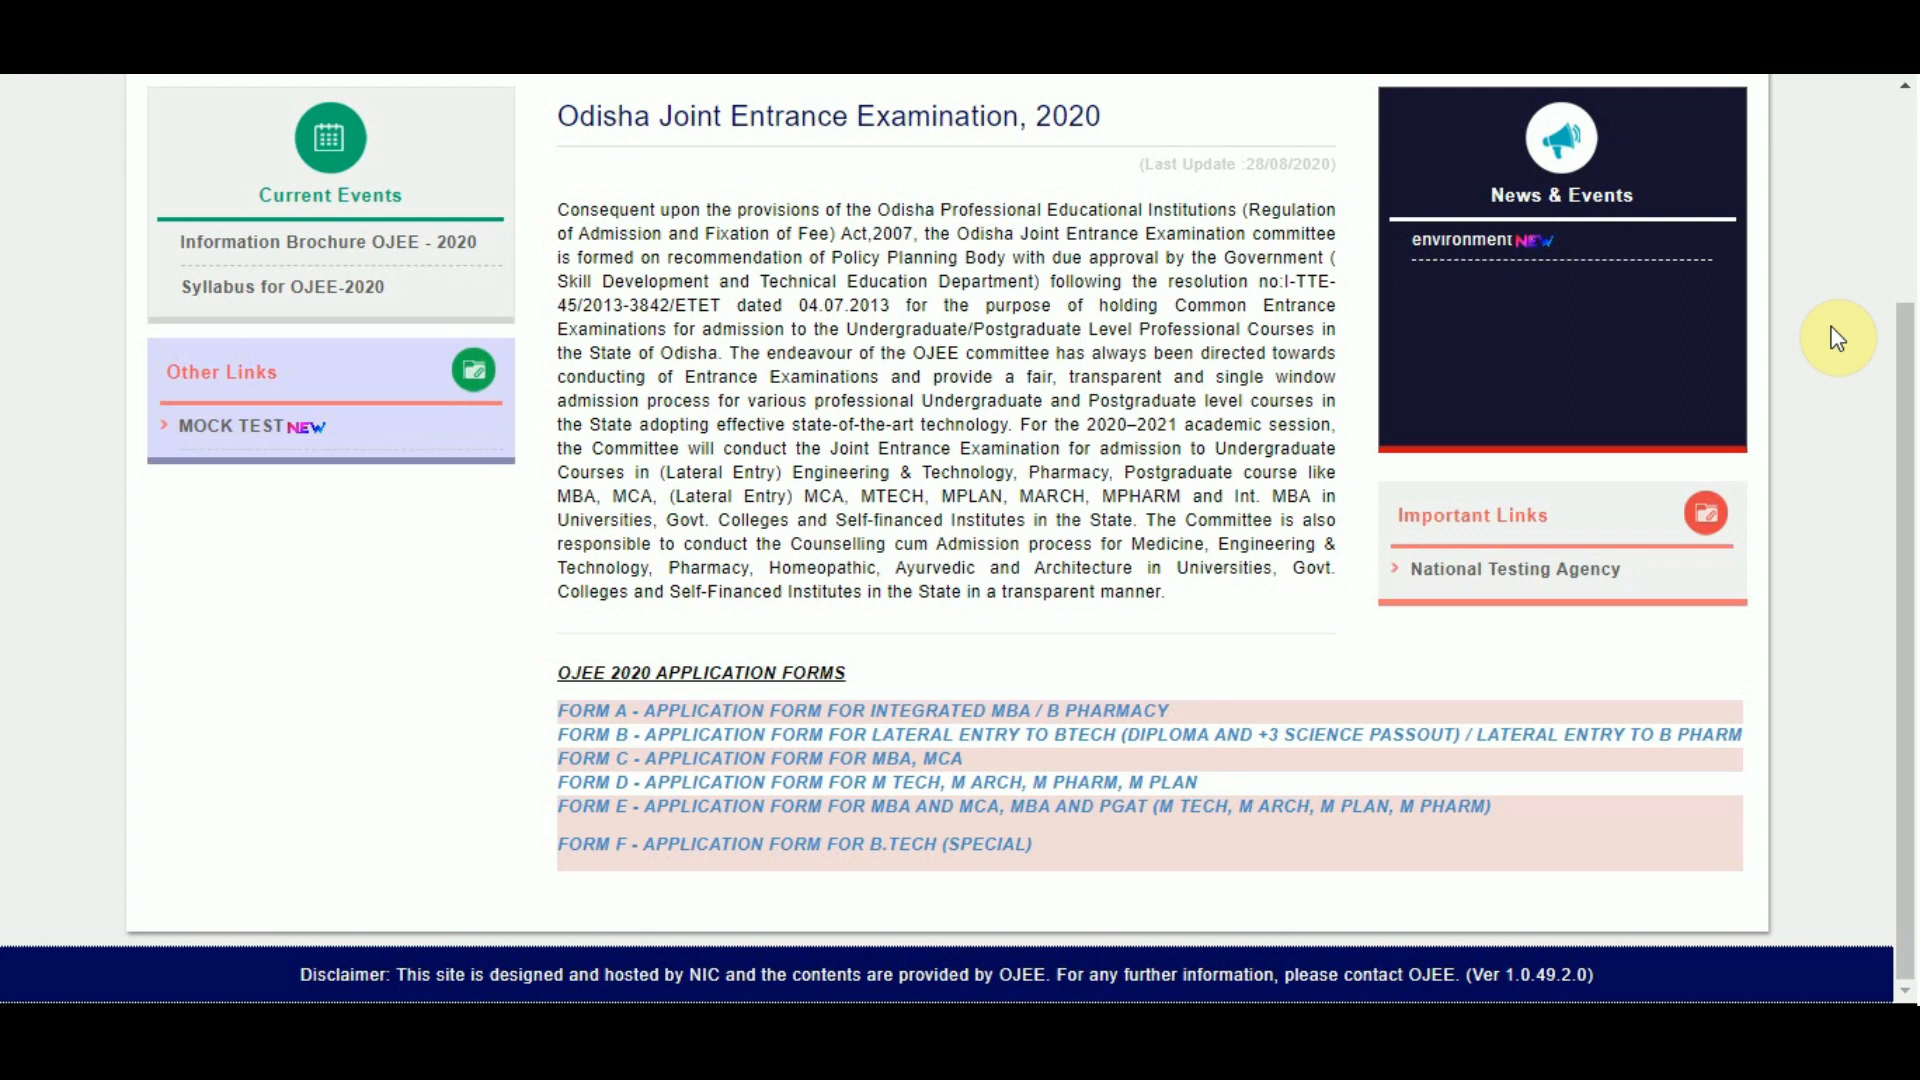 Current Events
Information Brochure OJEE - 2020
Syllabus for OJEE-2020
Other Links
MOCK TEST NEW
Odisha Joint Entrance Examination, 2020
(Last Update :28/08/2020)
Consequent upon the provisions of the Odisha Professional Educational Institutions (Regulation
of Admission and Fixation of Fee) Act,2007, the Odisha Joint Entrance Examination committee
is formed on recommendation of Policy Planning Body with due approval by the Government (
Skill Development and Technical Education Department) following the resolution no:I-TTE-
45/2013-3842/ETET dated 04.07.2013 for the purpose of holding Common Entrance
Examinations for admission to the Undergraduate/Postgraduate Level Professional Courses in
the State of Odisha. The endeavour of the OJEE committee has always been directed towards
conducting of Entrance Examinations and provide a fair, transparent and single window
admission process for various professional Undergraduate and Postgraduate level courses in
the State adopting effective state-of-the-art technology. For the 2020–2021 academic session,
the Committee will conduct the Joint Entrance Examination for admission to Undergraduate
Courses in (Lateral Entry) Engineering & Technology, Pharmacy, Postgraduate course like
MBA, MCA, (Lateral Entry) MCA, MTECH, MPLAN, MARCH, MPHARM and Int. MBA in
Universities, Govt. Colleges and Self-financed Institutes in the State. The Committee is also
responsible to conduct the Counselling cum Admission process for Medicine, Engineering &
Technology, Pharmacy, Homeopathic, Ayurvedic and Architecture in Universities, Govt.
Colleges and Self-Financed Institutes in the State in a transparent manner.
OJEE 2020 APPLICATION FORMS
FORM A - APPLICATION FORM FOR INTEGRATED MBA / B PHARMACY
FORM B - APPLICATION FORM FOR LATERAL ENTRY TO BTECH (DIPLOMA AND +3 SCIENCE PASSOUT) / LATERAL ENTRY TO B PHARM
FORM C - APPLICATION FORM FOR MBA, MCA
FORM D - APPLICATION FORM FOR M TECH, M ARCH, M PHARM, M PLAN
FORM E - APPLICATION FORM FOR MBA AND MCA, MBA AND PGAT (M TECH, M ARCH, M PLAN, M PHARM)
FORM F - APPLICATION FORM FOR B.TECH (SPECIAL)
News & Events
environment NEW
Important Links
National Testing Agency
Disclaimer: This site is designed and hosted by NIC and the contents are provided by OJEE. For any further information, please contact OJEE. (Ver 1.0.49.2.0)